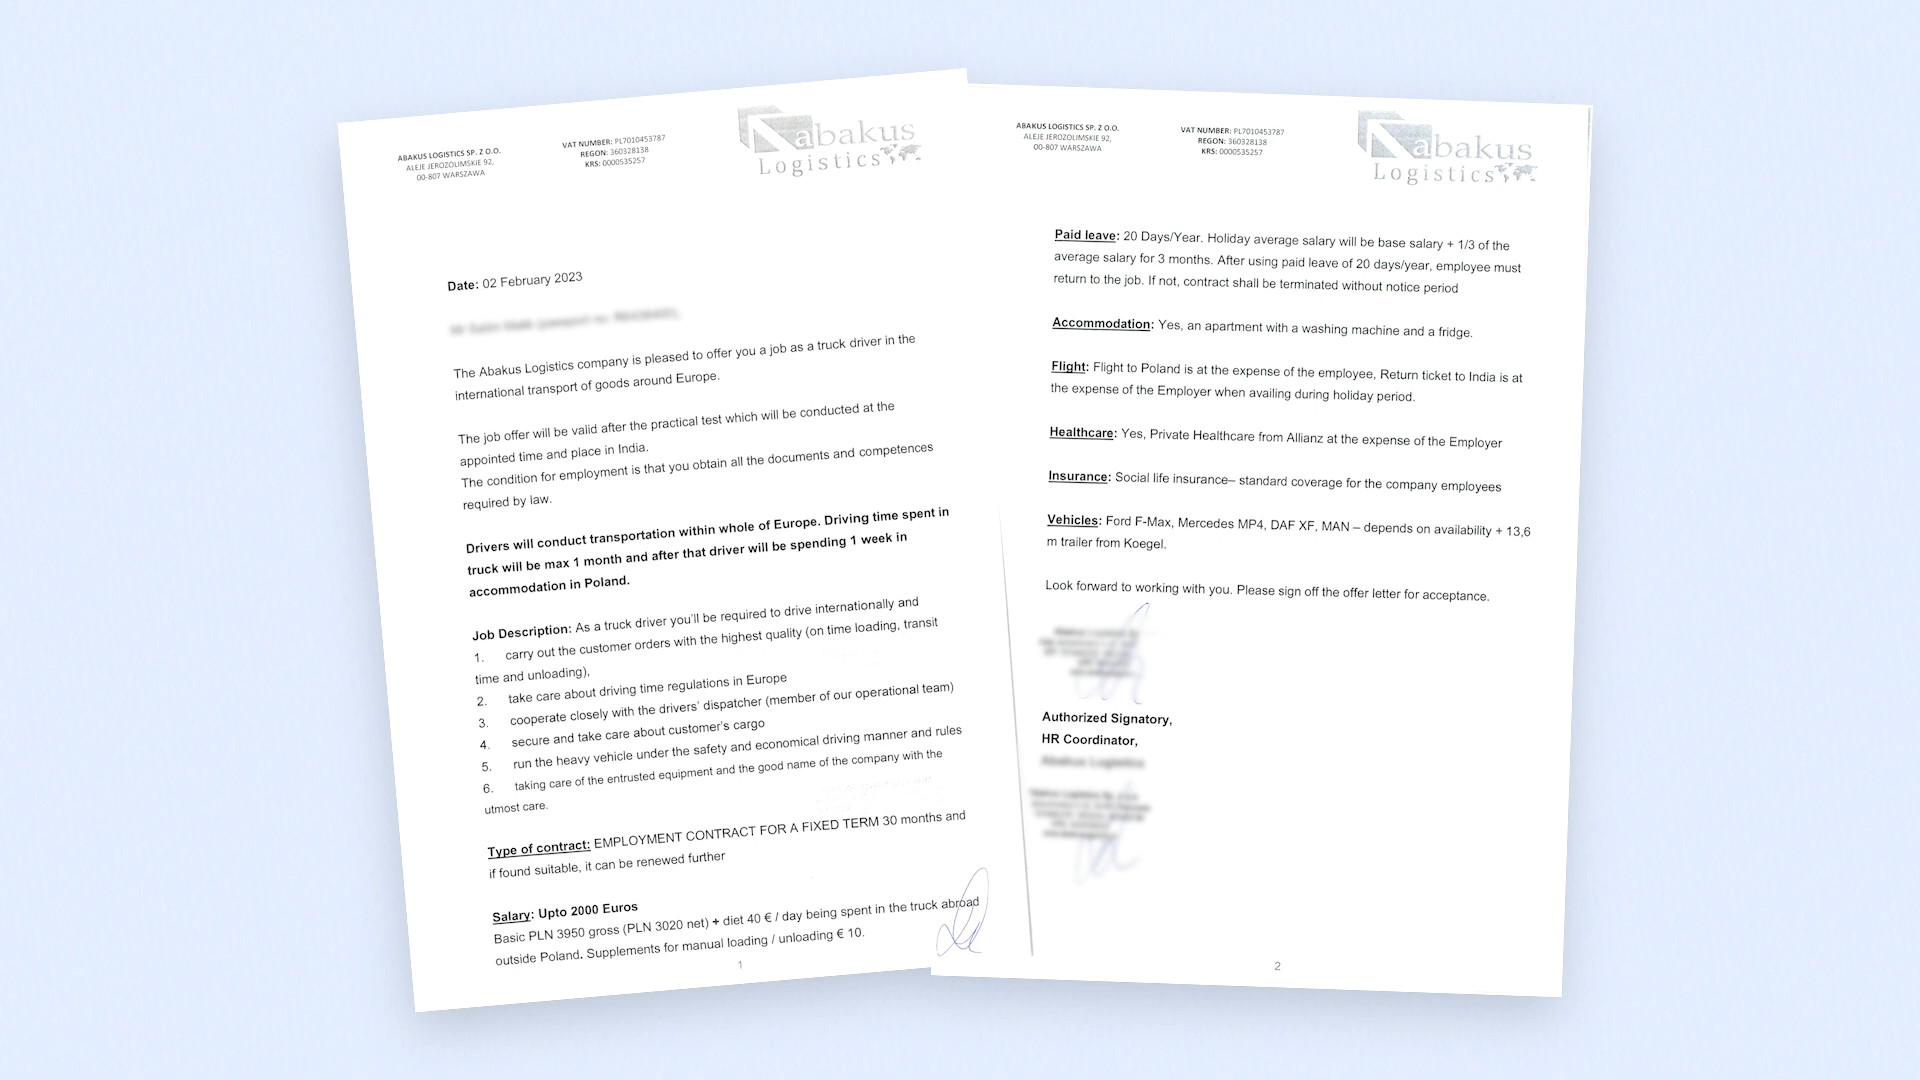 ABAKUS LOGISTICS SP. Z O.O.
ALEJE JEROZOLIMSKIE 92,
00-807 WARSZAWA
VAT NUMBER: PL7010453787
REGON: 360328138
KRS: 0000535257
abakus
Logistics
Date: 02 February 2023
The Abakus Logistics company is pleased to offer you a job as a truck driver in the
international transport of goods around Europe.
The job offer will be valid after the practical test which will be conducted at the
appointed time and place in India.
The condition for employment is that you obtain all the documents and competences
required by law.
Drivers will conduct transportation within whole of Europe. Driving time spent in
truck will be max 1 month and after that driver will be spending 1 week in
accommodation in Poland.
Job Description: As a truck driver you'll be required to drive internationally and
1. carry out the customer orders with the highest quality (on time loading, transit
time and unloading),
2. take care about driving time regulations in Europe
3. cooperate closely with the drivers' dispatcher (member of our operational team)
4. secure and take care about customer's cargo
5. run the heavy vehicle under the safety and economical driving manner and rules
6. taking care of the entrusted equipment and the good name of the company with the
utmost care.
Type of contract: EMPLOYMENT CONTRACT FOR A FIXED TERM 30 months and
if found suitable, it can be renewed further
Salary: Upto 2000 Euros
Basic PLN 3950 gross (PLN 3020 net) + diet 40 € / day being spent in the truck abroad
outside Poland. Supplements for manual loading / unloading € 10.
1
ABAKUS LOGISTICS SP. Z O.O.
ALEJE JEROZOLIMSKIE 92,
00-807 WARSZAWA
VAT NUMBER: PL7010453787
REGON: 360328138
KRS: 0000535257
abakus
Logistics
Paid leave: 20 Days/Year. Holiday average salary will be base salary + 1/3 of the
average salary for 3 months. After using paid leave of 20 days/year, employee must
return to the job. If not, contract shall be terminated without notice period
Accommodation: Yes, an apartment with a washing machine and a fridge.
Flight: Flight to Poland is at the expense of the employee, Return ticket to India is at
the expense of the Employer when availing during holiday period.
Healthcare: Yes, Private Healthcare from Allianz at the expense of the Employer
Insurance: Social life insurance– standard coverage for the company employees
Vehicles: Ford F-Max, Mercedes MP4, DAF XF, MAN – depends on availability + 13,6
m trailer from Koegel.
Look forward to working with you. Please sign off the offer letter for acceptance.
Authorized Signatory,
HR Coordinator,
2